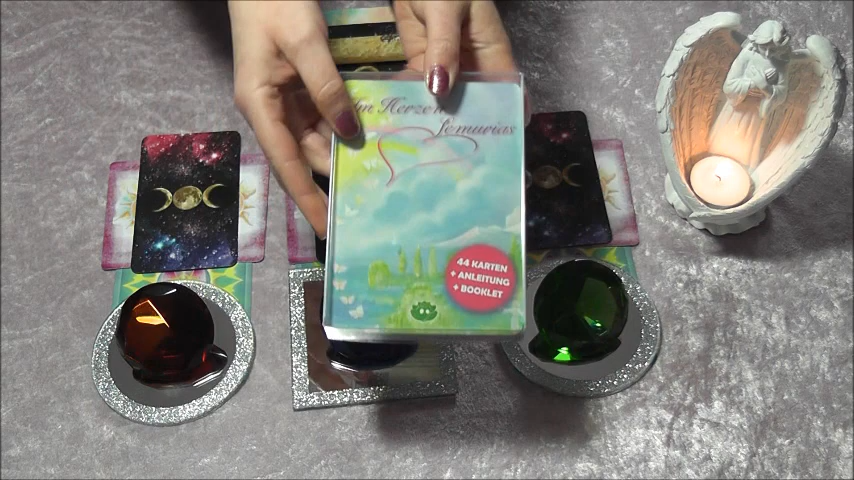 Im Herzen
Lemurias
44 KARTEN
+ ANLEITUNG
+ BOOKLET